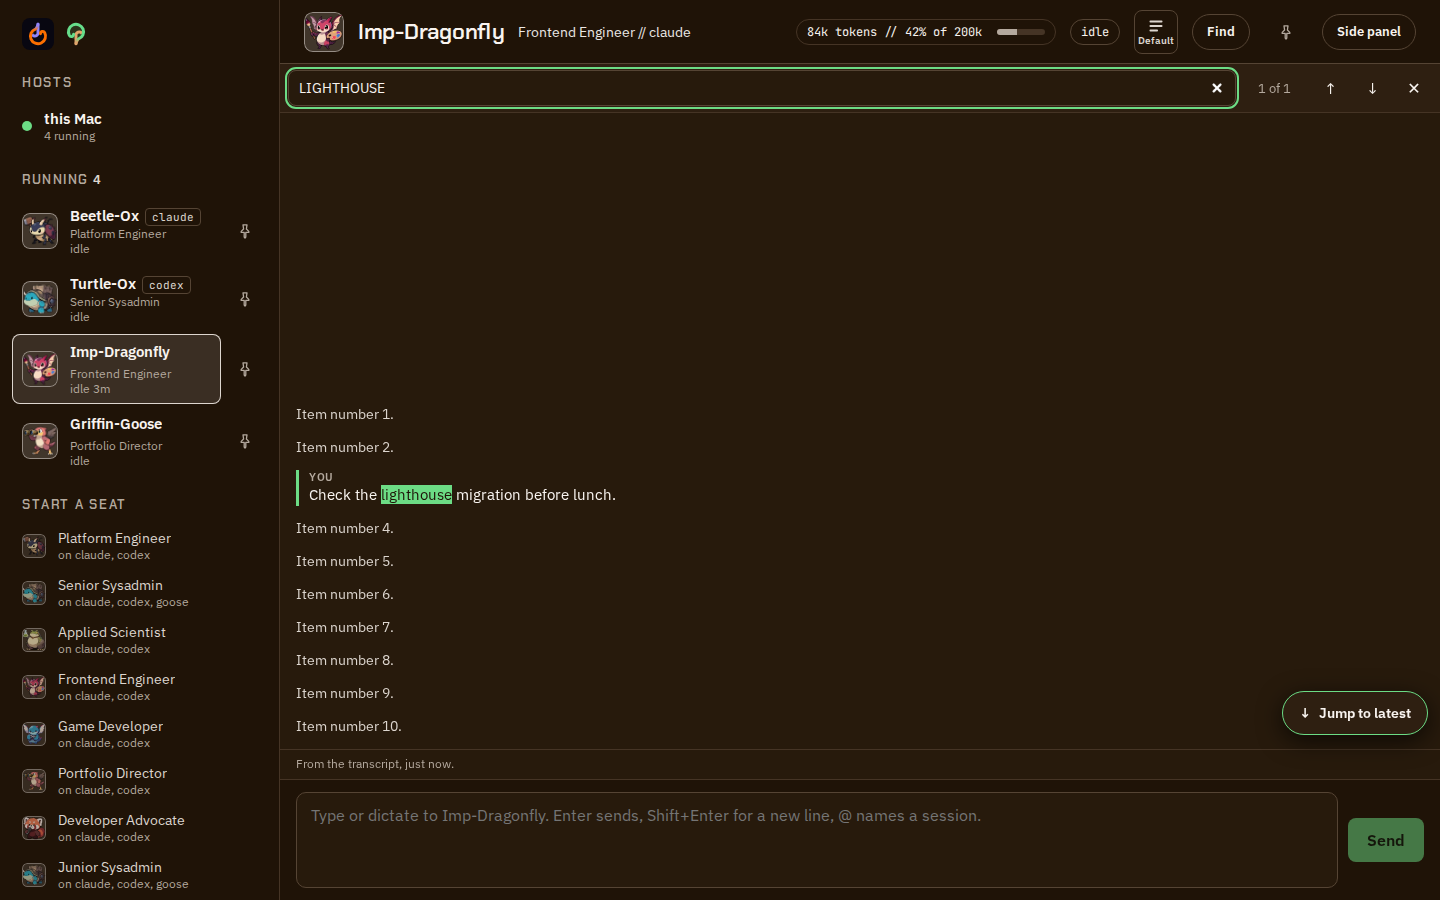 HOSTS
this Mac
4 running
RUNNING 4
Beetle-Ox claude
Platform Engineer
idle
Turtle-Ox codex
Senior Sysadmin
idle
Imp-Dragonfly
Frontend Engineer
idle 3m
Griffin-Goose
Portfolio Director
idle
START A SEAT
Platform Engineer
on claude, codex
Senior Sysadmin
on claude, codex, goose
Applied Scientist
on claude, codex
Frontend Engineer
on claude, codex
Game Developer
on claude, codex
Portfolio Director
on claude, codex
Developer Advocate
on claude, codex
Junior Sysadmin
on claude, codex, goose
Imp-Dragonfly Frontend Engineer // claude
84k tokens // 42% of 200k
idle
Default
Find
Side panel
LIGHTHOUSE
1 of 1
Item number 1.
Item number 2.
YOU
Check the lighthouse migration before lunch.
Item number 4.
Item number 5.
Item number 6.
Item number 7.
Item number 8.
Item number 9.
Item number 10.
↓ Jump to latest
From the transcript, just now.
Type or dictate to Imp-Dragonfly. Enter sends, Shift+Enter for a new line, @ names a session.
Send